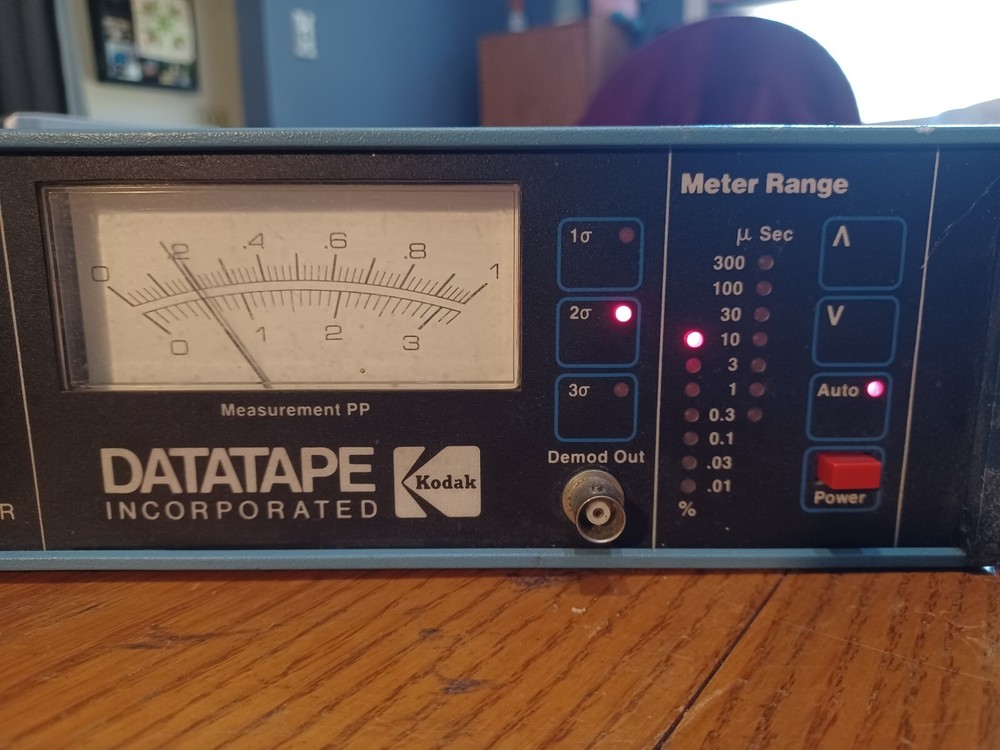 0 .2 .4 .6 .8 1
0 1 2 3
Measurement PP
DATATAPE
INCORPORATED
Kodak
R
1σ
2σ
3σ
Demod Out
Meter Range
μ Sec
300
100
30
10
3
1
0.3
0.1
.03
.01
%
Λ
V
Auto
Power